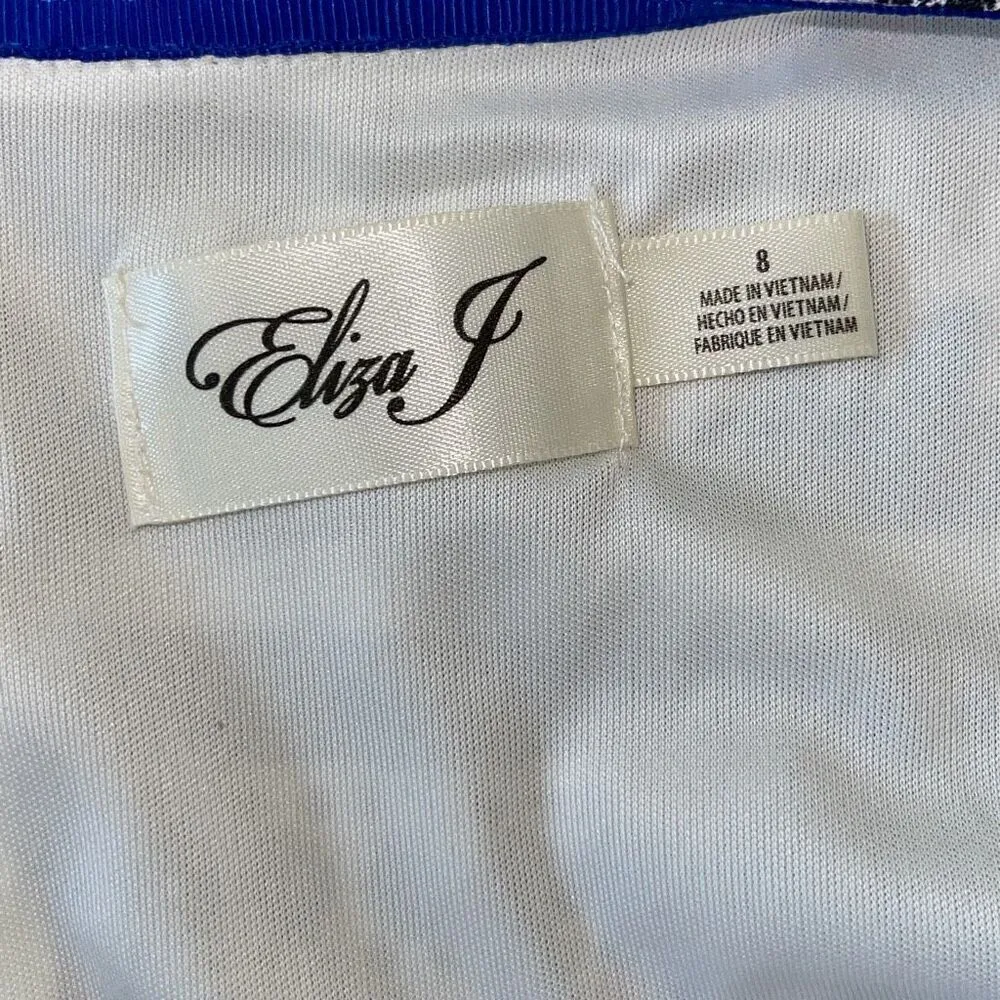 Eliza J
8
MADE IN VIETNAM/
HECHO EN VIETNAM/
FABRIQUE EN VIETNAM